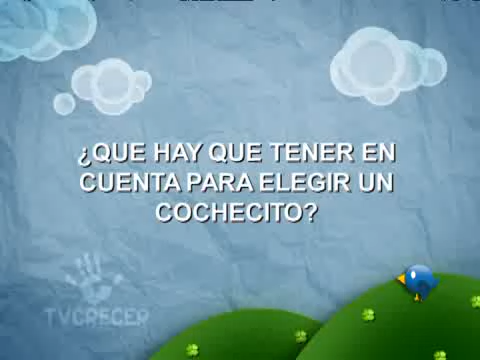 ¿QUE HAY QUE TENER EN
CUENTA PARA ELEGIR UN
COCHECITO?
TVCRECER